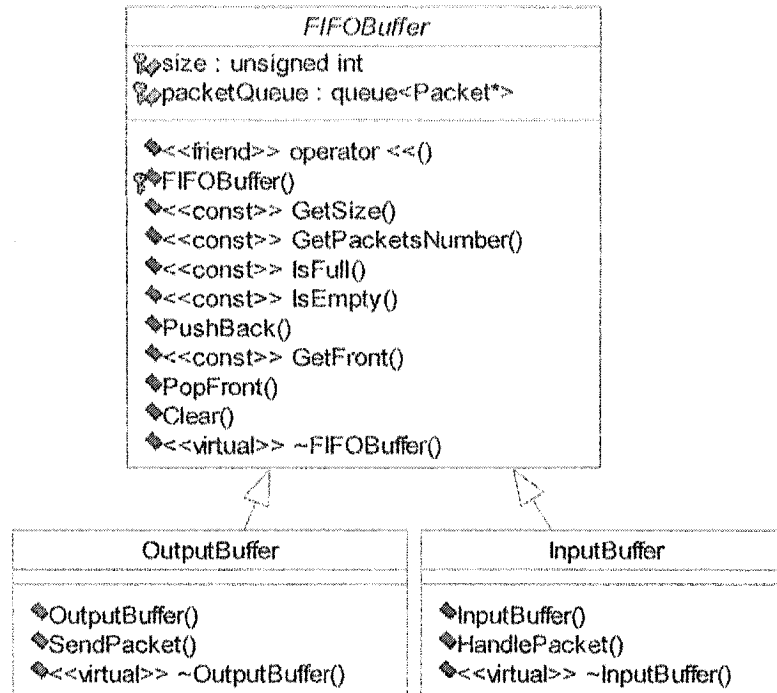 FIFOBuffer
size : unsigned int
packetQueue : queue<Packet*>
<<friend>> operator <<()
FIFOBuffer()
<<const>> GetSize()
<<const>> GetPacketsNumber()
<<const>> IsFull()
<<const>> IsEmpty()
PushBack()
<<const>> GetFront()
PopFront()
Clear()
<<virtual>> ~FIFOBuffer()
OutputBuffer
OutputBuffer()
SendPacket()
<<virtual>> ~OutputBuffer()
InputBuffer
InputBuffer()
HandlePacket()
<<virtual>> ~InputBuffer()